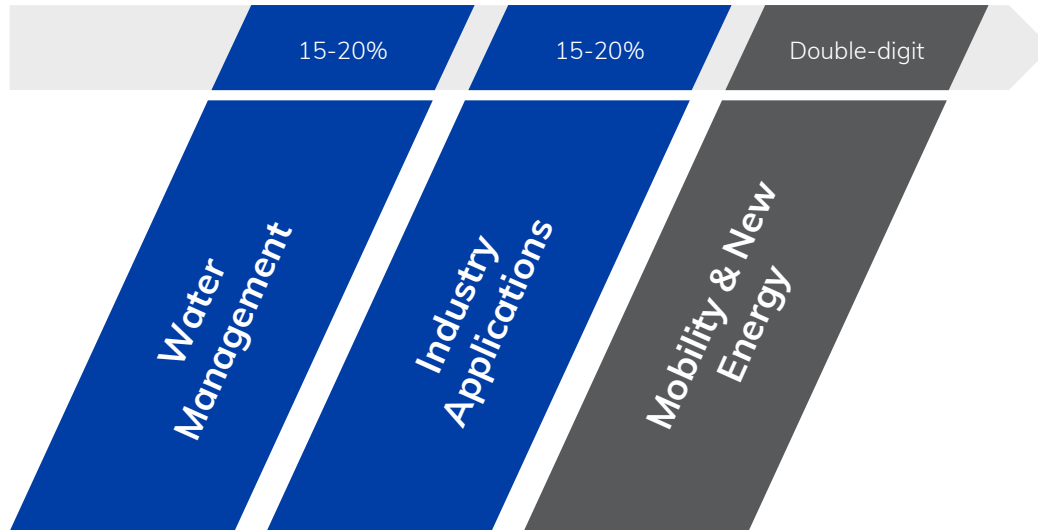 15-20%
15-20%
Double-digit
Water
Management
Industry
Applications
Mobility & New
Energy